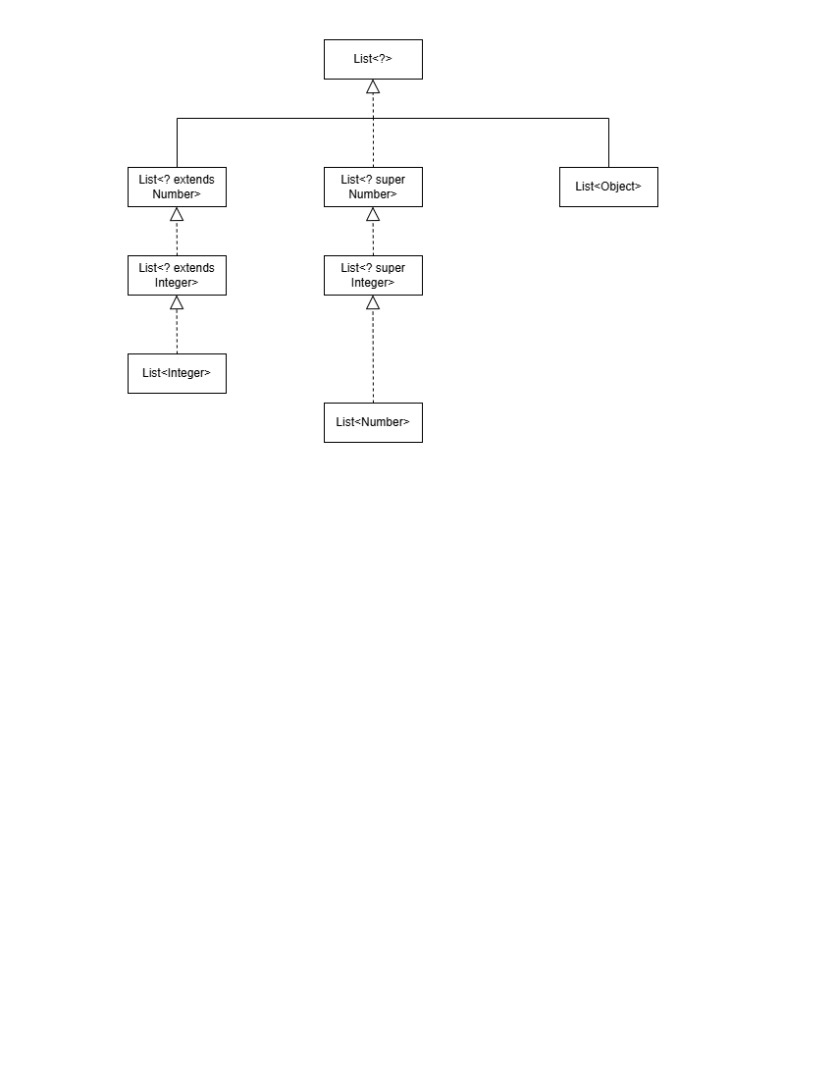 List<?>
List<? extends
Number>
List<? super
Number>
List<Object>
List<? extends
Integer>
List<? super
Integer>
List<Integer>
List<Number>